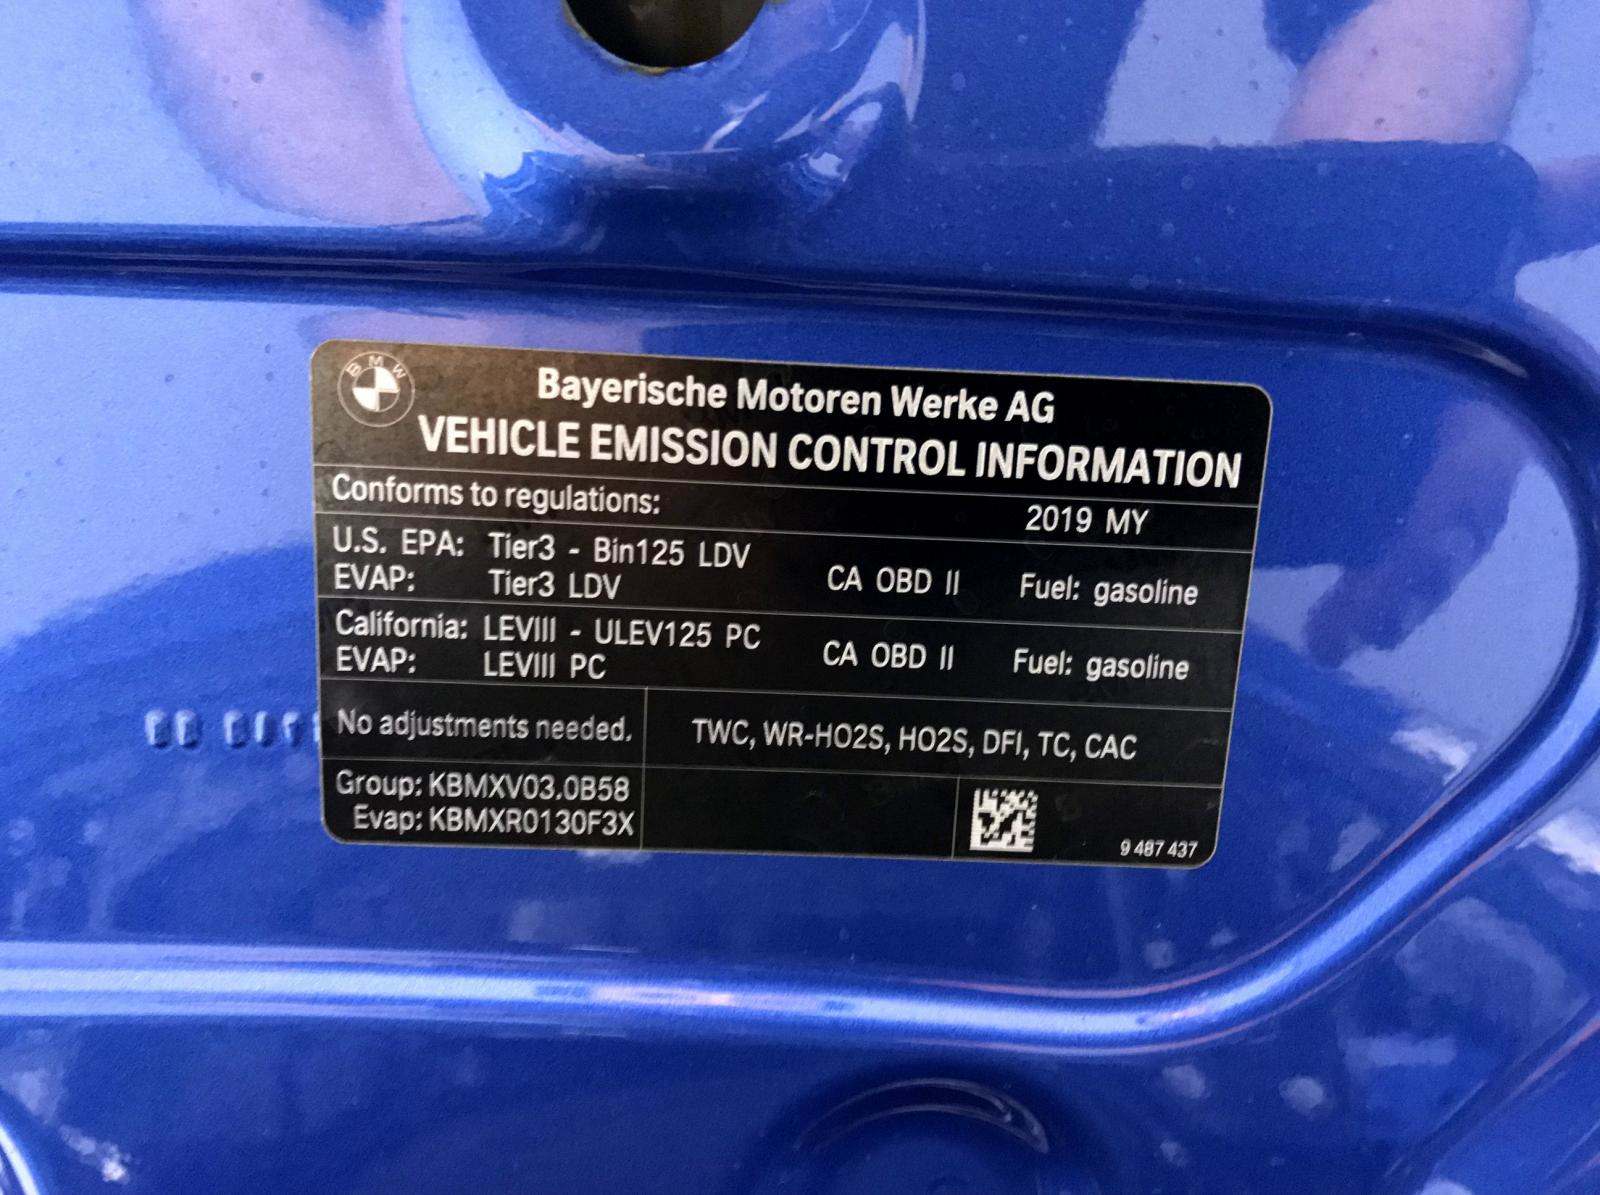 BMW
Bayerische Motoren Werke AG
VEHICLE EMISSION CONTROL INFORMATION
Conforms to regulations: 2019 MY
U.S. EPA: Tier3 - Bin125 LDV
EVAP: Tier3 LDV
CA OBD II Fuel: gasoline
California: LEVIII - ULEV125 PC
EVAP: LEVIII PC
CA OBD II Fuel: gasoline
No adjustments needed.
TWC, WR-HO2S, HO2S, DFI, TC, CAC
Group: KBMXV03.0B58
Evap: KBMXR0130F3X
9 487 437